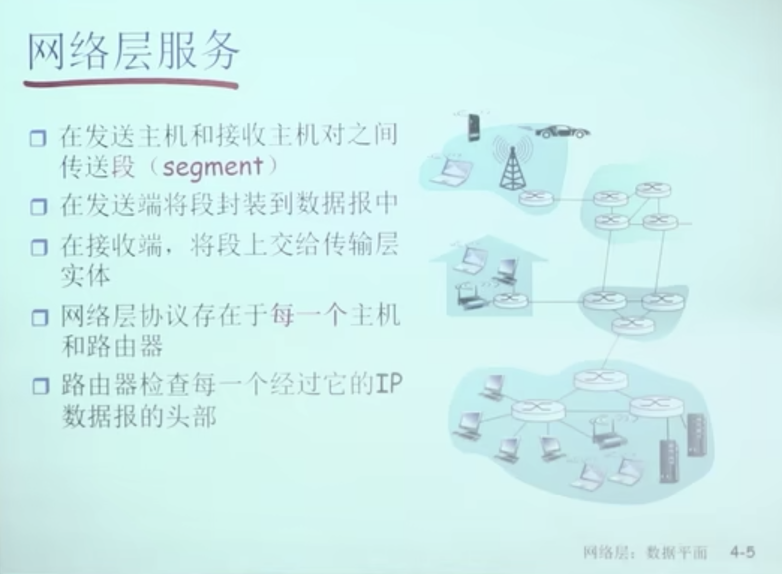 网络层服务
在发送主机和接收主机对之间
传送段（segment）
在发送端将段封装到数据报中
在接收端，将段上交给传输层
实体
网络层协议存在于每一个主机
和路由器
路由器检查每一个经过它的IP
数据报的头部
网络层：数据平面 4-5